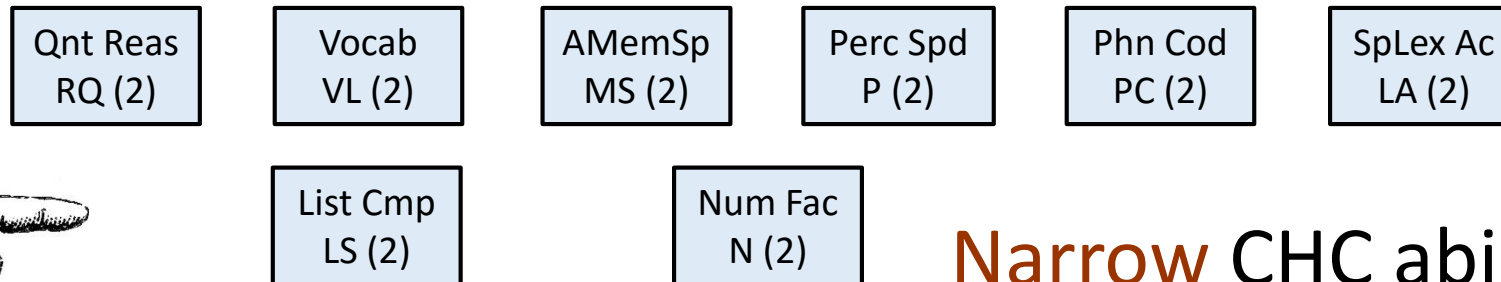 Qnt Reas
RQ (2)
Vocab
VL (2)
AMemSp
MS (2)
Perc Spd
P (2)
Phn Cod
PC (2)
SpLex Ac
LA (2)
List Cmp
LS (2)
Num Fac
N (2)
Narrow CHC abi